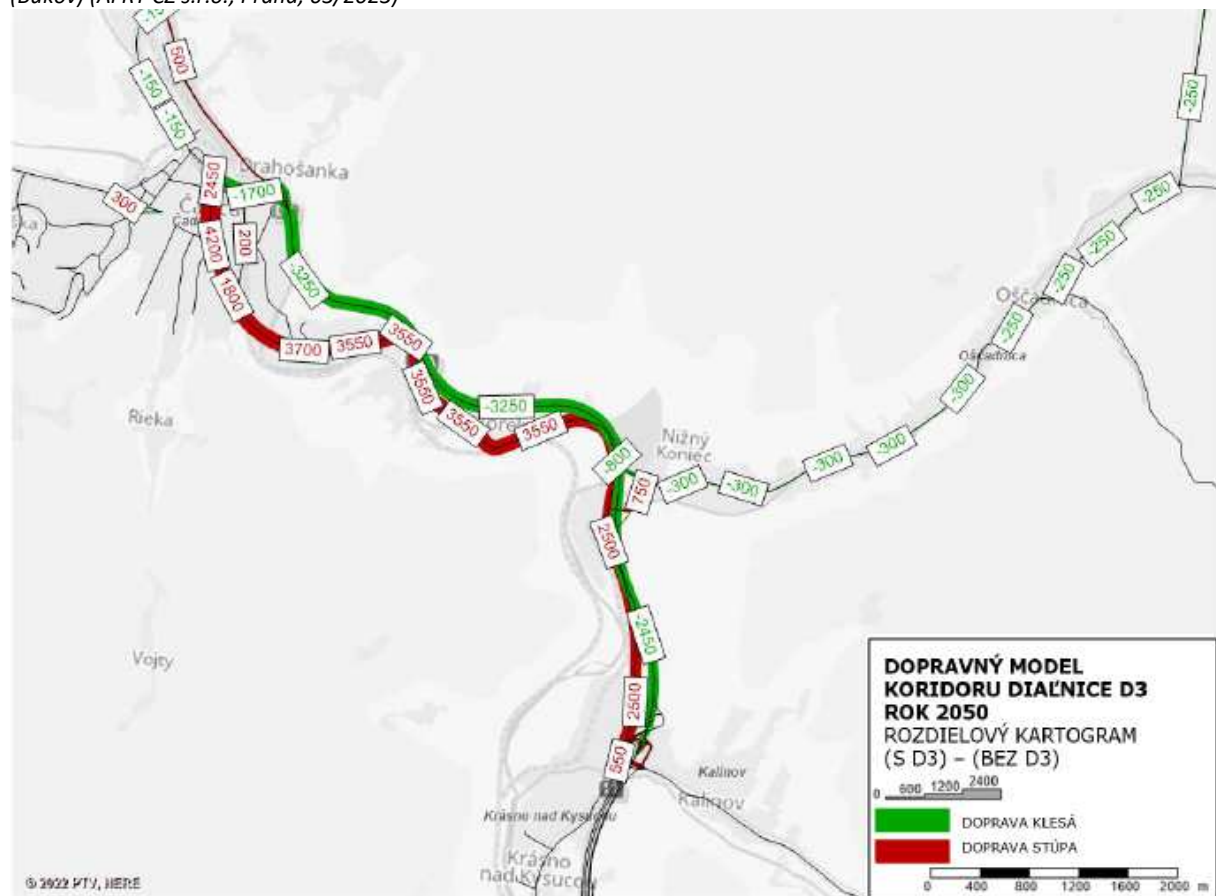 (Bukov) (AFRY CZ s.r.o., Praha, 03/2023)
500
-150
-150
-250
Drahošanka
2450
-1700
300
Čadca
4200
200
-3250
1800
3550
3700
3550
3550
-3250
3550
3550
Rieka
Nižný
Koniec
-800
-300
-300
-300
-300
-300
750
2500
-250
-250
-250
-250
Oščadnica
Oščadnica
-2450
Vojty
2500
550
Kalinov
Kalinov
Krásno nad Kysucou
Krásno
nad Kysucou
DOPRAVNÝ MODEL
KORIDORU DIAĽNICE D3
ROK 2050
ROZDIELOVÝ KARTOGRAM
(S D3) – (BEZ D3)
0 600 1200 2400
DOPRAVA KLESÁ
DOPRAVA STÚPA
0 400 800 1200 1600 2000 m
© 2022 PTV, HERE